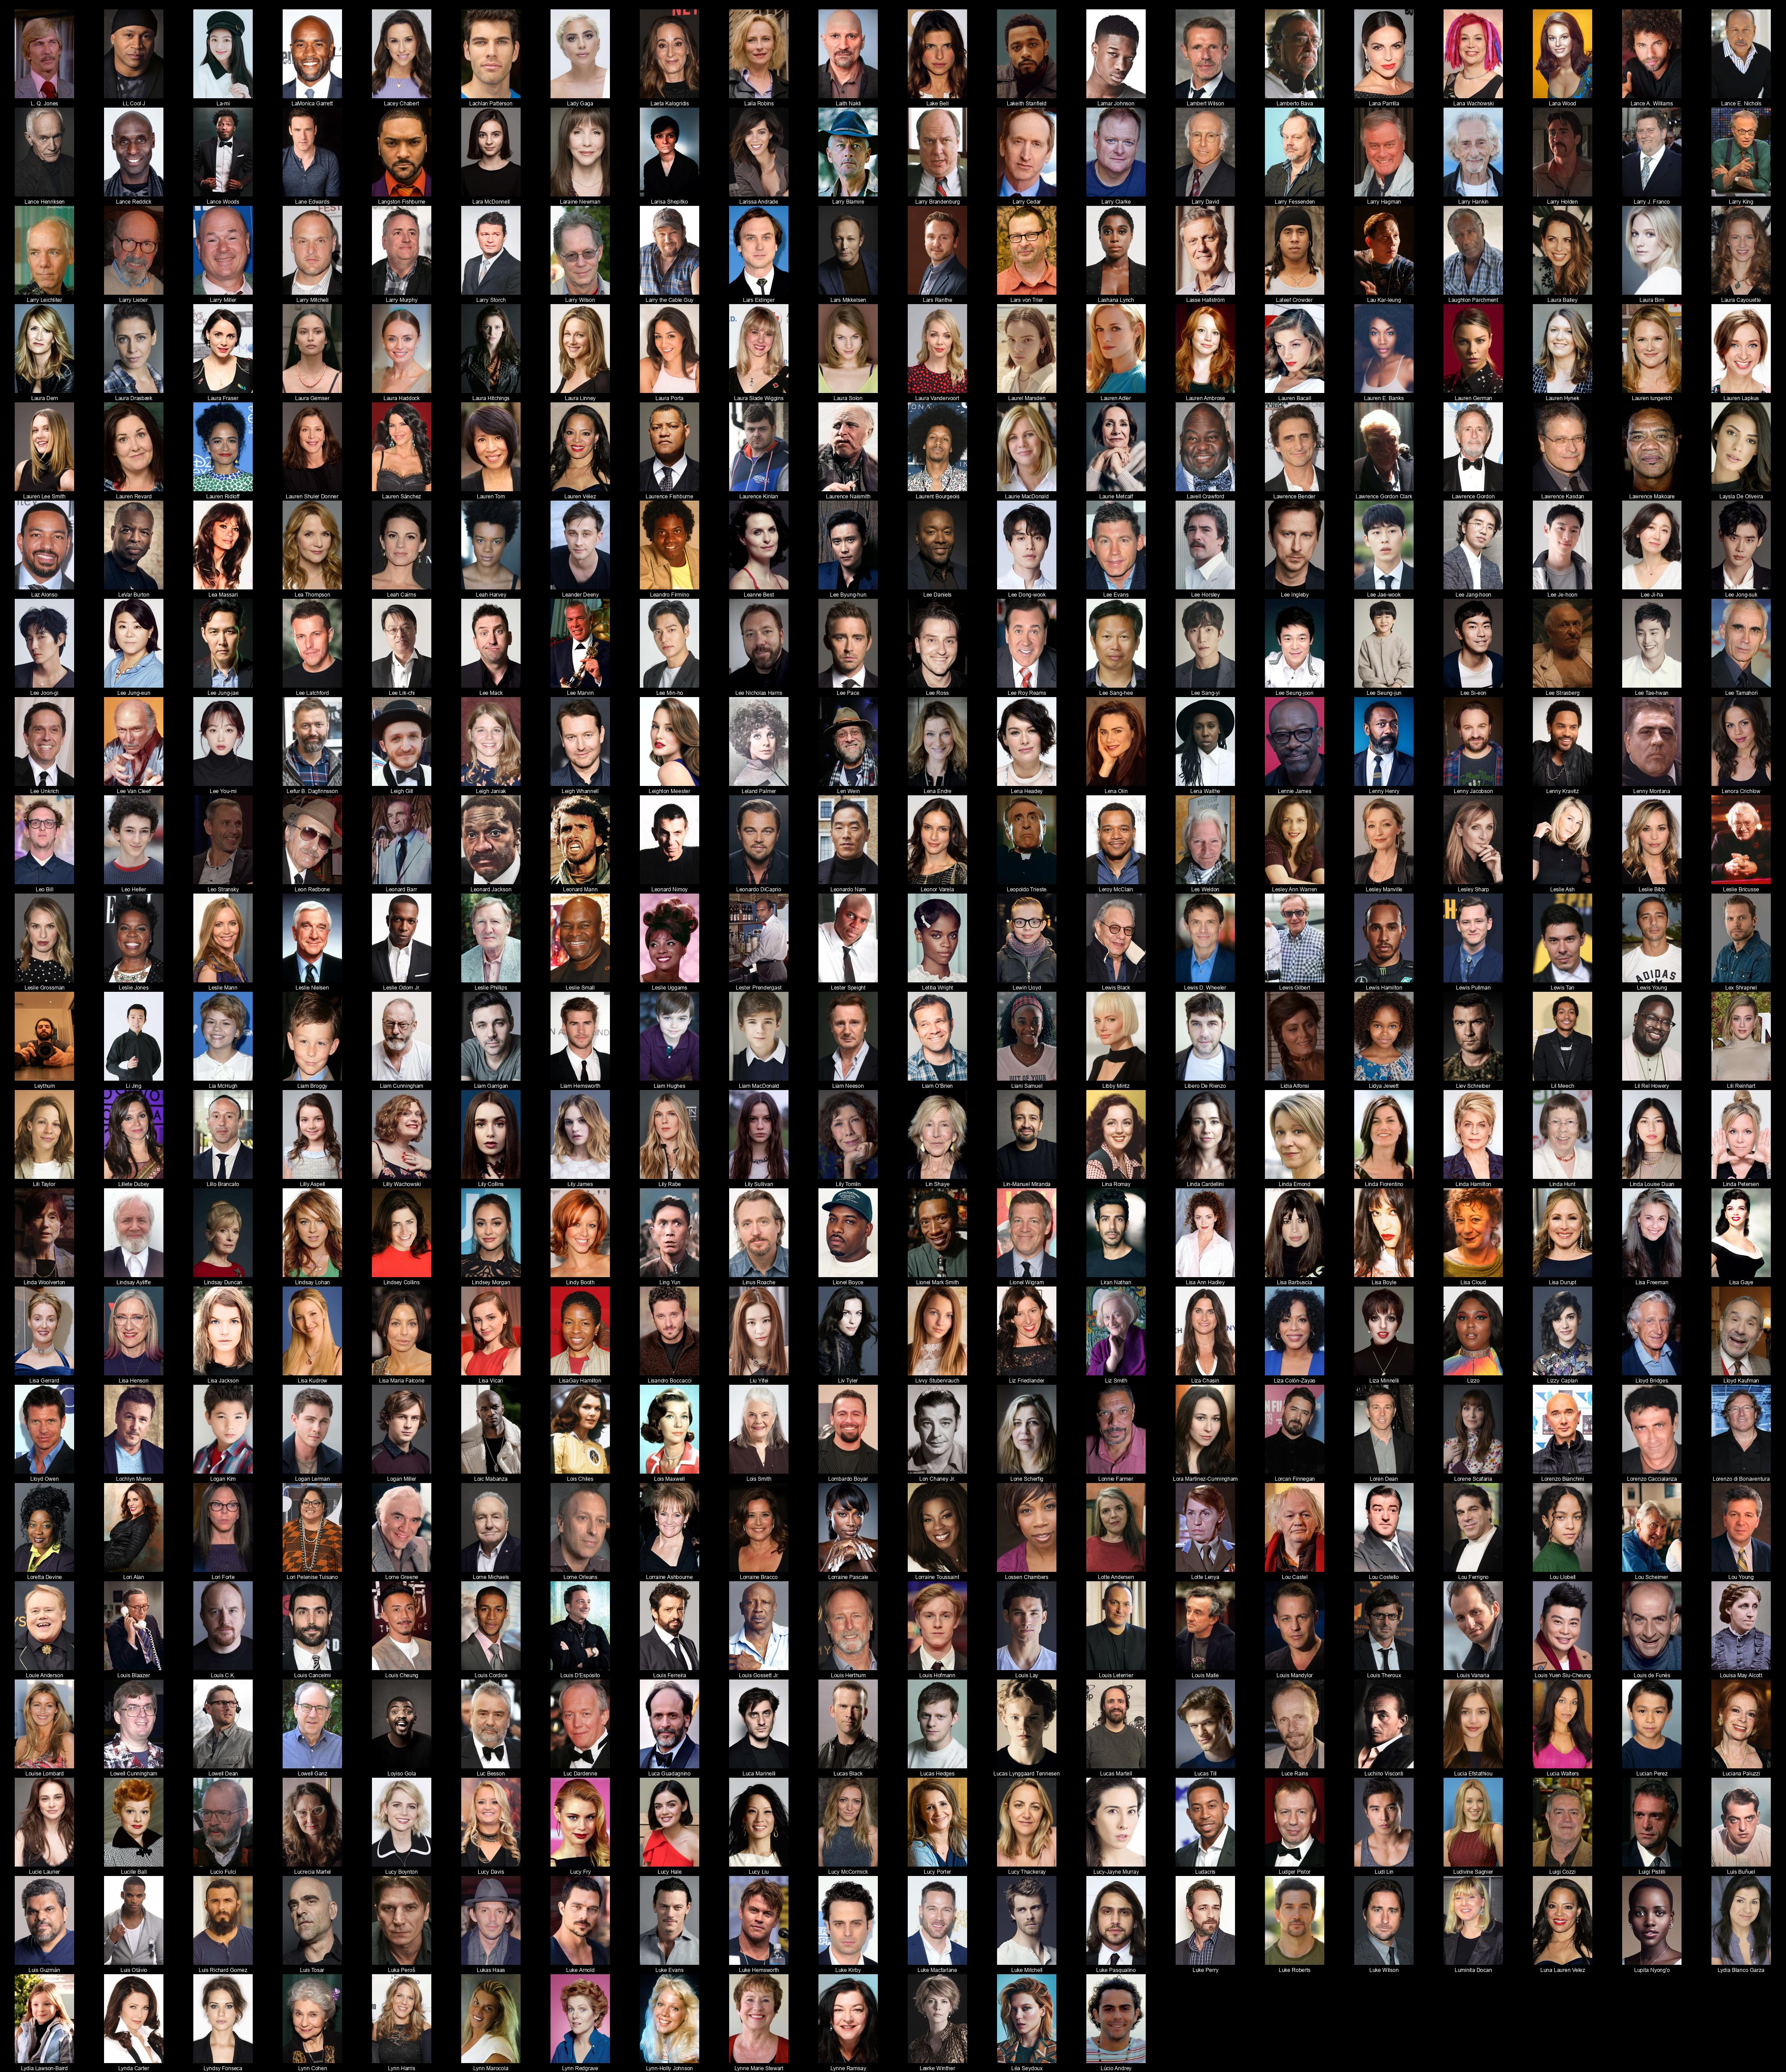 L. Q. Jones LL Cool J La-mi LaMonica Garrett Lacey Chabert Lachlan Patterson Lady Gaga Laeta Kalogridis Laila Robins Laith Nakli Lake Bell Lakeith Stanfield Lamar Johnson Lambert Wilson Lamberto Bava Lana Parrilla Lana Wachowski Lana Wood Lance A. Williams Lance E. Nichols
Lance Henriksen Lance Reddick Lance Woods Lane Edwards Langston Fishburne Lara McDonnell Laraine Newman Larisa Shepitko Larissa Andrade Larry Blamire Larry Brandenburg Larry Cedar Larry Clarke Larry David Larry Fessenden Larry Hagman Larry Hankin Larry Holden Larry J. Franco Larry King
Larry Leichliter Larry Lieber Larry Miller Larry Mitchell Larry Murphy Larry Storch Larry Wilson Larry the Cable Guy Lars Eidinger Lars Mikkelsen Lars Ranthe Lars von Trier Lashana Lynch Lasse Hallström Lateef Crowder Lau Kar-leung Laughton Parchment Laura Bailey Laura Birn Laura Cayouette
Laura Dern Laura Drasbæk Laura Fraser Laura Gemser Laura Haddock Laura Hitchings Laura Linney Laura Porta Laura Slade Wiggins Laura Solon Laura Vandervoort Laurel Marsden Lauren Adler Lauren Ambrose Lauren Bacall Lauren E. Banks Lauren German Lauren Hynek Lauren Iungerich Lauren Lapkus
Lauren Lee Smith Lauren Revard Lauren Ridloff Lauren Shuler Donner Lauren Sánchez Lauren Tom Lauren Vélez Laurence Fishburne Laurence Kinlan Laurence Naismith Laurent Bourgeois Laurie MacDonald Laurie Metcalf Lavell Crawford Lawrence Bender Lawrence Gordon Clark Lawrence Gordon Lawrence Kasdan Lawrence Makoare Laysla De Oliveira
Laz Alonso LeVar Burton Lea Massari Lea Thompson Leah Cairns Leah Harvey Leander Deeny Leandro Firmino Leanne Best Lee Byung-hun Lee Daniels Lee Dong-wook Lee Evans Lee Horsley Lee Ingleby Lee Jae-wook Lee Jang-hoon Lee Je-hoon Lee Ji-ha Lee Jong-suk
Lee Joon-gi Lee Jung-eun Lee Jung-jae Lee Latchford Lee Lik-chi Lee Mack Lee Marvin Lee Min-ho Lee Nicholas Harris Lee Pace Lee Ross Lee Roy Reams Lee Sang-hee Lee Sang-yi Lee Seung-joon Lee Seung-jun Lee Si-eon Lee Strasberg Lee Tae-hwan Lee Tamahori
Lee Unkrich Lee Van Cleef Lee You-mi Leifur B. Dagfinnsson Leigh Gill Leigh Janiak Leigh Whannell Leighton Meester Leland Palmer Len Wein Lena Endre Lena Headey Lena Olin Lena Waithe Lennie James Lenny Henry Lenny Jacobson Lenny Kravitz Lenny Montana Lenora Crichlow
Leo Bill Leo Heller Leo Stransky Leon Redbone Leonard Barr Leonard Jackson Leonard Mann Leonard Nimoy Leonardo DiCaprio Leonardo Nam Leonor Varela Leopoldo Trieste Leroy McClain Les Weldon Lesley Ann Warren Lesley Manville Lesley Sharp Leslie Ash Leslie Bibb Leslie Bricusse
Leslie Grossman Leslie Jones Leslie Mann Leslie Nielsen Leslie Odom Jr. Leslie Phillips Leslie Small Leslie Uggams Lester Prendergast Lester Speight Letitia Wright Lewin Lloyd Lewis Black Lewis D. Wheeler Lewis Gilbert Lewis Hamilton Lewis Pullman Lewis Tan Lewis Young Lex Shrapnel
Leythum Li Jing Lia McHugh Liam Broggy Liam Cunningham Liam Garrigan Liam Hemsworth Liam Hughes Liam MacDonald Liam Neeson Liam O'Brien Liani Samuel Libby Mintz Libero De Rienzo Lidia Alfonsi Lidya Jewett Liev Schreiber Lil Meech Lil Rel Howery Lili Reinhart
Lili Taylor Lillete Dubey Lillo Brancato Lilly Aspell Lilly Wachowski Lily Collins Lily James Lily Rabe Lily Sullivan Lily Tomlin Lin Shaye Lin-Manuel Miranda Lina Romay Linda Cardellini Linda Emond Linda Fiorentino Linda Hamilton Linda Hunt Linda Louise Duan Linda Petersen
Linda Woolverton Lindsay Ayliffe Lindsay Duncan Lindsay Lohan Lindsey Collins Lindsey Morgan Lindy Booth Ling Yun Linus Roache Lionel Boyce Lionel Mark Smith Lionel Wigram Liran Nathan Lisa Ann Hadley Lisa Barbuscia Lisa Boyle Lisa Cloud Lisa Durupt Lisa Freeman Lisa Gaye
Lisa Gerrard Lisa Henson Lisa Jackson Lisa Kudrow Lisa Maria Falcone Lisa Vicari LisaGay Hamilton Lisandro Boccacci Liu Yifei Liv Tyler Livvy Stubenrauch Liz Friedlander Liz Smith Liza Chasin Liza Colón-Zayas Liza Minnelli Lizzo Lizzy Caplan Lloyd Bridges Lloyd Kaufman
Lloyd Owen Lochlyn Munro Logan Kim Logan Lerman Logan Miller Loïc Mabanza Lois Chiles Lois Maxwell Lois Smith Lombardo Boyar Lon Chaney Jr. Lone Scherfig Lonnie Farmer Lora Martinez-Cunningham Lorcan Finnegan Loren Dean Lorene Scafaria Lorenzo Bianchini Lorenzo Cacciatanza Lorenzo di Bonaventura
Loretta Devine Lori Alan Lori Forte Lori Pelenise Tuisano Lorne Greene Lorne Michaels Lorne Orleans Lorraine Ashbourne Lorraine Bracco Lorraine Pascale Lorraine Toussaint Lossen Chambers Lotte Andersen Lotte Lenya Lou Castel Lou Costello Lou Ferrigno Lou Llobell Lou Scheimer Lou Young
Louie Anderson Louis Blaazer Louis C.K. Louis Cancelmi Louis Cheung Louis Cordice Louis D'Esposito Louis Ferreira Louis Gossett Jr. Louis Herthum Louis Hofmann Louis Lay Louis Leterrier Louis Malle Louis Mandylor Louis Theroux Louis Vanaria Louis Yuen Siu-Cheung Louis de Funès Louisa May Alcott
Louise Lombard Lowell Cunningham Lowell Dean Lowell Ganz Loyiso Gola Luc Besson Luc Dardenne Luca Guadagnino Luca Marinelli Lucas Black Lucas Hedges Lucas Lynggaard Tønnesen Lucas Martell Lucas Till Luce Rains Luchino Visconti Lucia Efstathiou Lucia Walters Lucian Perez Luciana Paluzzi
Lucie Laurier Lucille Ball Lucio Fulci Lucrecia Martel Lucy Boynton Lucy Davis Lucy Fry Lucy Hale Lucy Liu Lucy McCormick Lucy Porter Lucy Thackeray Lucy-Jayne Murray Ludacris Ludger Pistor Ludi Lin Ludivine Sagnier Luigi Cozzi Luigi Pistilli Luis Buñuel
Luis Guzmán Luis Otávio Luis Richard Gomez Luis Tosar Luka Peroš Lukas Haas Luke Arnold Luke Evans Luke Hemsworth Luke Kirby Luke Macfarlane Luke Mitchell Luke Pasqualino Luke Perry Luke Roberts Luke Wilson Luminita Docan Luna Lauren Velez Lupita Nyong'o Lydia Blanco Garza
Lydia Lawson-Baird Lynda Carter Lyndsy Fonseca Lynn Cohen Lynn Harris Lynn Marocola Lynn Redgrave Lynn-Holly Johnson Lynne Marie Stewart Lynne Ramsay Lærke Winther Léa Seydoux Lúcio Andrey